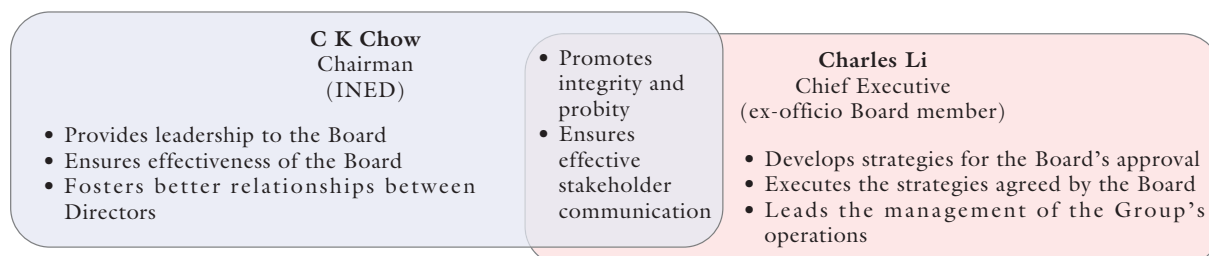 C K Chow
Chairman
(INED)
• Provides leadership to the Board
• Ensures effectiveness of the Board
• Fosters better relationships between
Directors
• Promotes
integrity and
probity
• Ensures
effective
stakeholder
communication
Charles Li
Chief Executive
(ex-officio Board member)
• Develops strategies for the Board’s approval
• Executes the strategies agreed by the Board
• Leads the management of the Group’s
operations